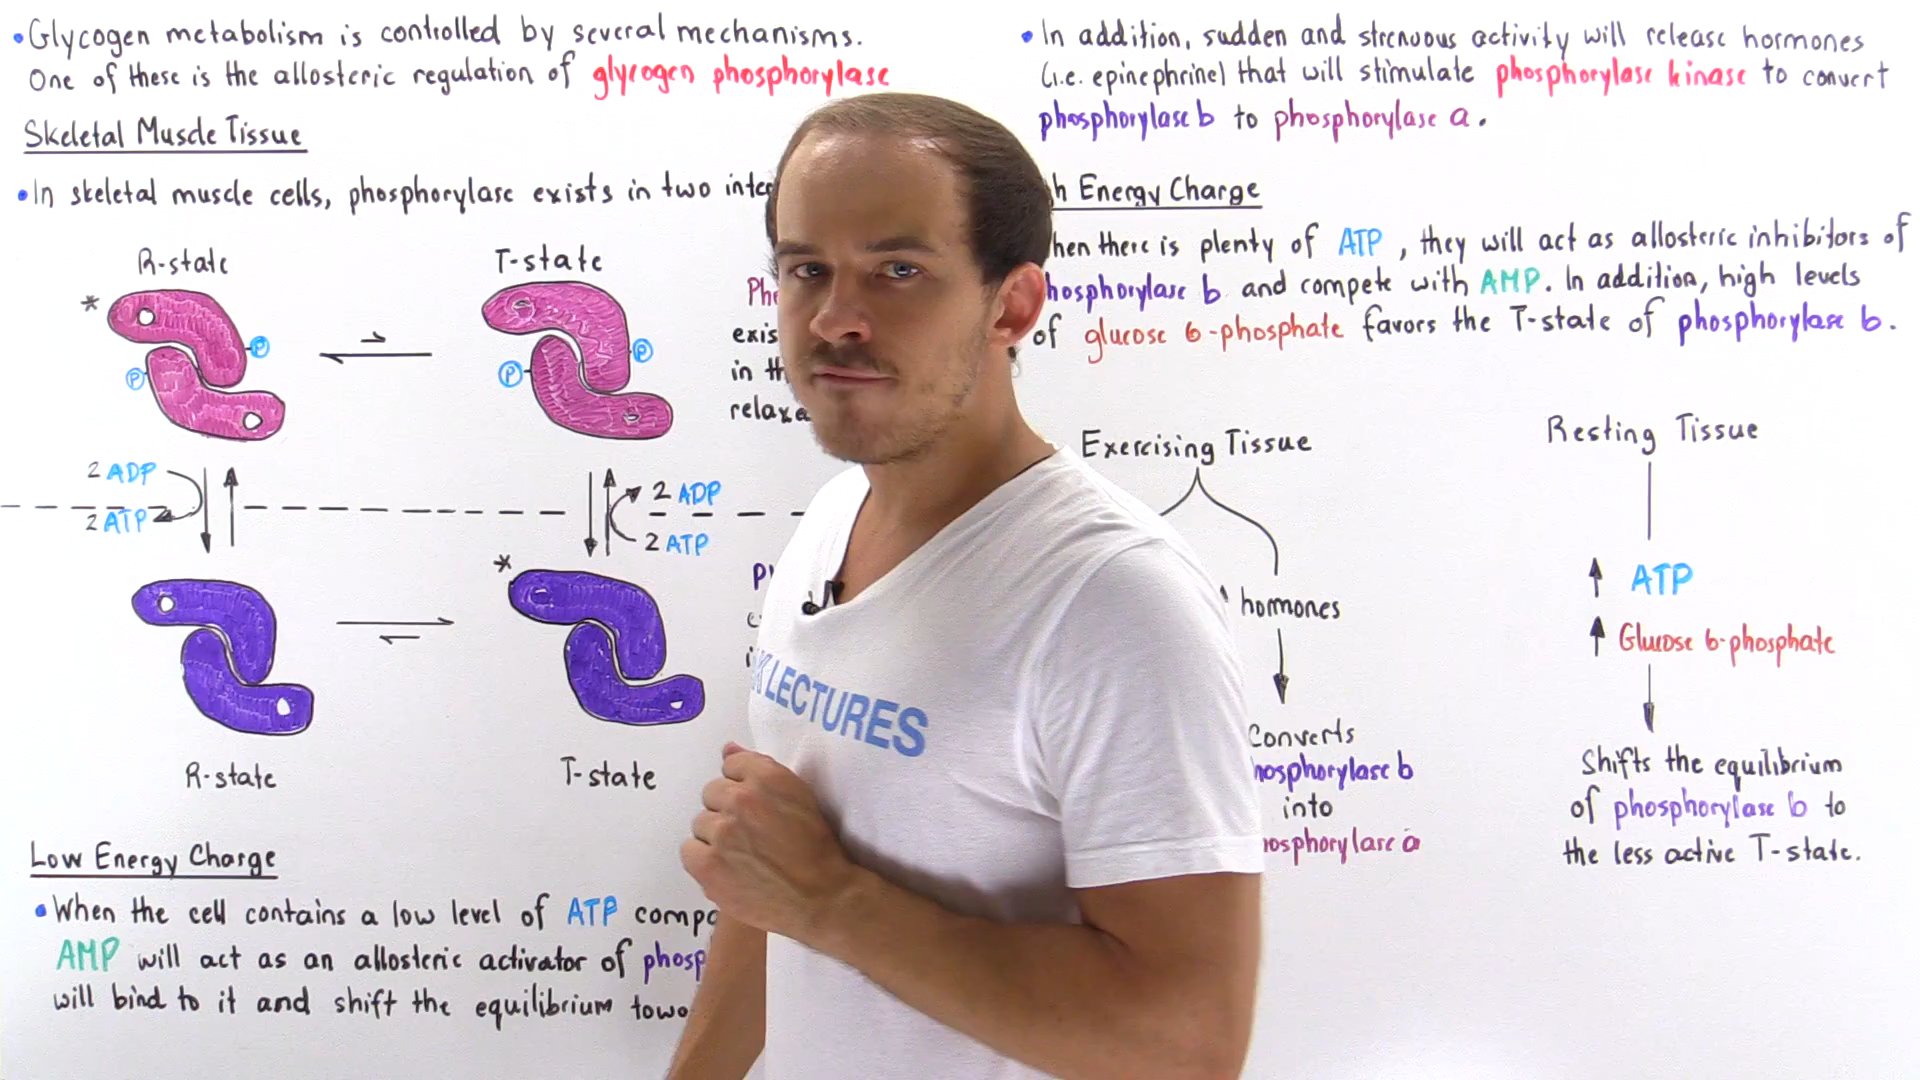 •Glycogen metabolism is controlled by several mechanisms.
One of these is the allosteric regulation of glycogen phosphorylase
Skeletal Muscle Tissue
•In skeletal muscle cells, phosphorylase exists in two
R-state
T-state
*
P
P
P
P
exis
in th
relaxe
2 ADP
2 ATP
2 ADP
2 ATP
*
R-state
T-state
Low Energy Charge
•When the cell contains a low level of ATP
AMP will act as an allosteric activator of phosp
will bind to it and shift the equilibrium
•In addition, sudden and strenuous activity will release hormones
(i.e. epinephrine) that will stimulate phosphorylase kinase to convert
phosphorylase b to phosphorylase a.
h Energy Charge
hen there is plenty of ATP, they will act as allosteric inhibitors of
hosphorylase b and compete with AMP. In addition, high levels
of glucose 6-phosphate favors the T-state of phosphorylase b.
Exercising Tissue
hormones
Converts
hosphorylase b
into
hosphorylase a
Resting Tissue
↑ ATP
↑ Glucose 6-phosphate
Shifts the equilibrium
of phosphorylase b to
the less active T-state.
LECTURES